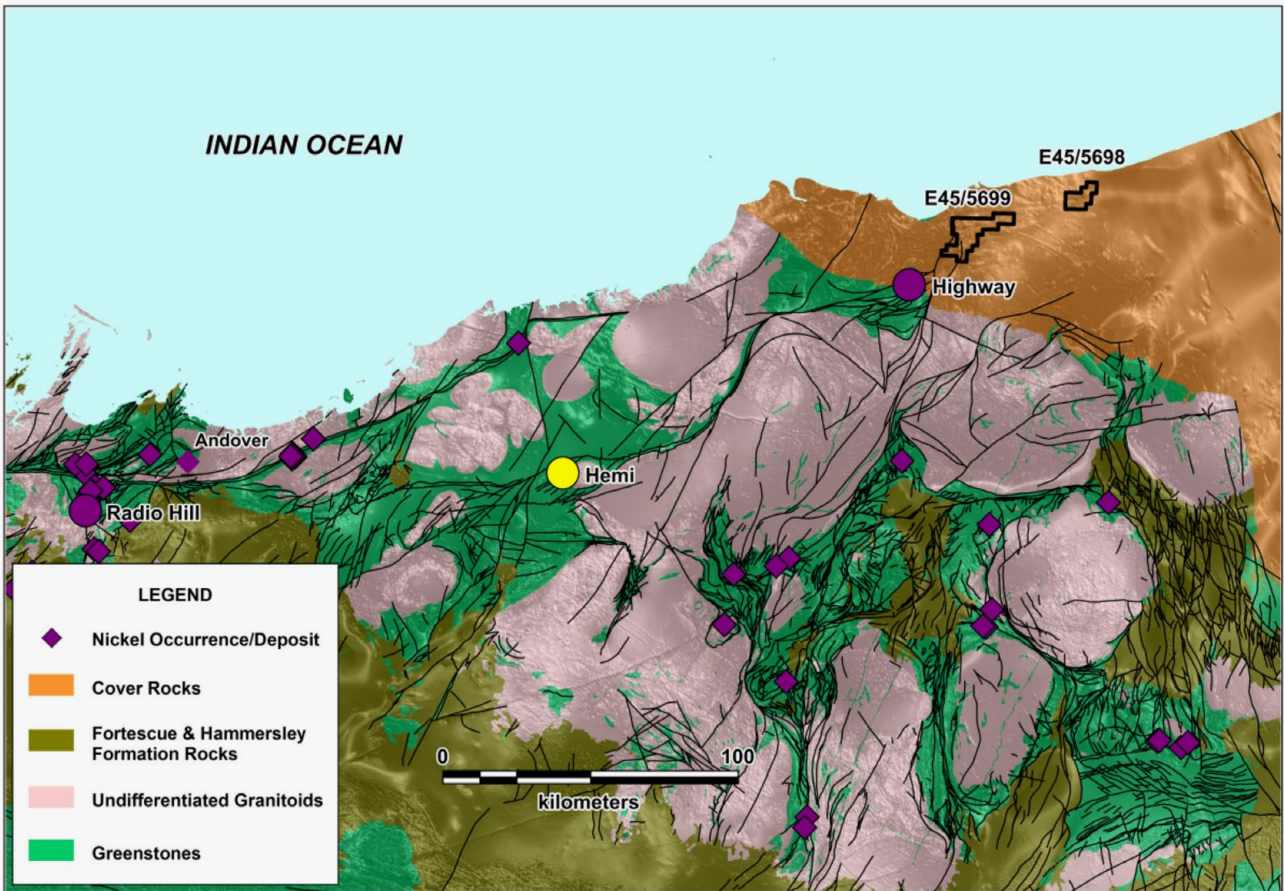 INDIAN OCEAN
E45/5698
E45/5699
Highway
Andover
Hemi
Radio Hill
LEGEND
Nickel Occurrence/Deposit
Cover Rocks
Fortescue & Hammersley
Formation Rocks
Undifferentiated Granitoids
Greenstones
0 100
kilometers